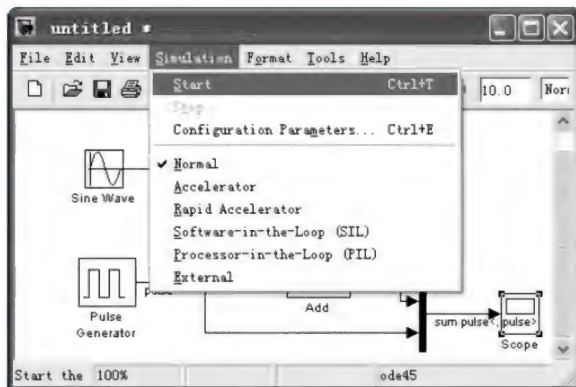 untitled *
File Edit View Simulation Format Tools Help
10.0
Start Ctrl+T
Stop
Configuration Parameters... Ctrl+E
✓ Normal
Accelerator
Rapid Accelerator
Software-in-the-Loop (SIL)
Processor-in-the-Loop (PIL)
External
Sine Wave
Pulse
Generator
Add
sum pulse<, pulse>
Scope
Start the 100% ode45